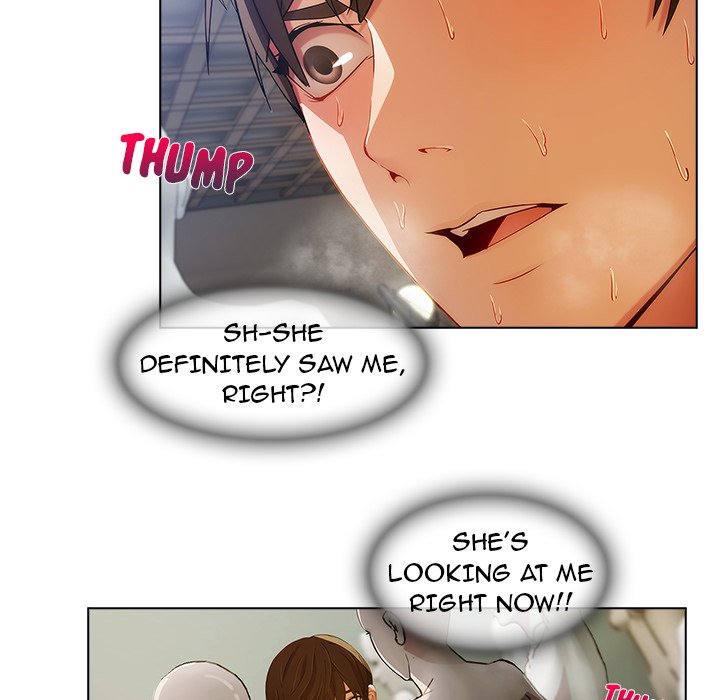 THUMP
SH-SHE
DEFINITELY SAW ME,
RIGHT?!
SHE'S
LOOKING AT ME
RIGHT NOW!!